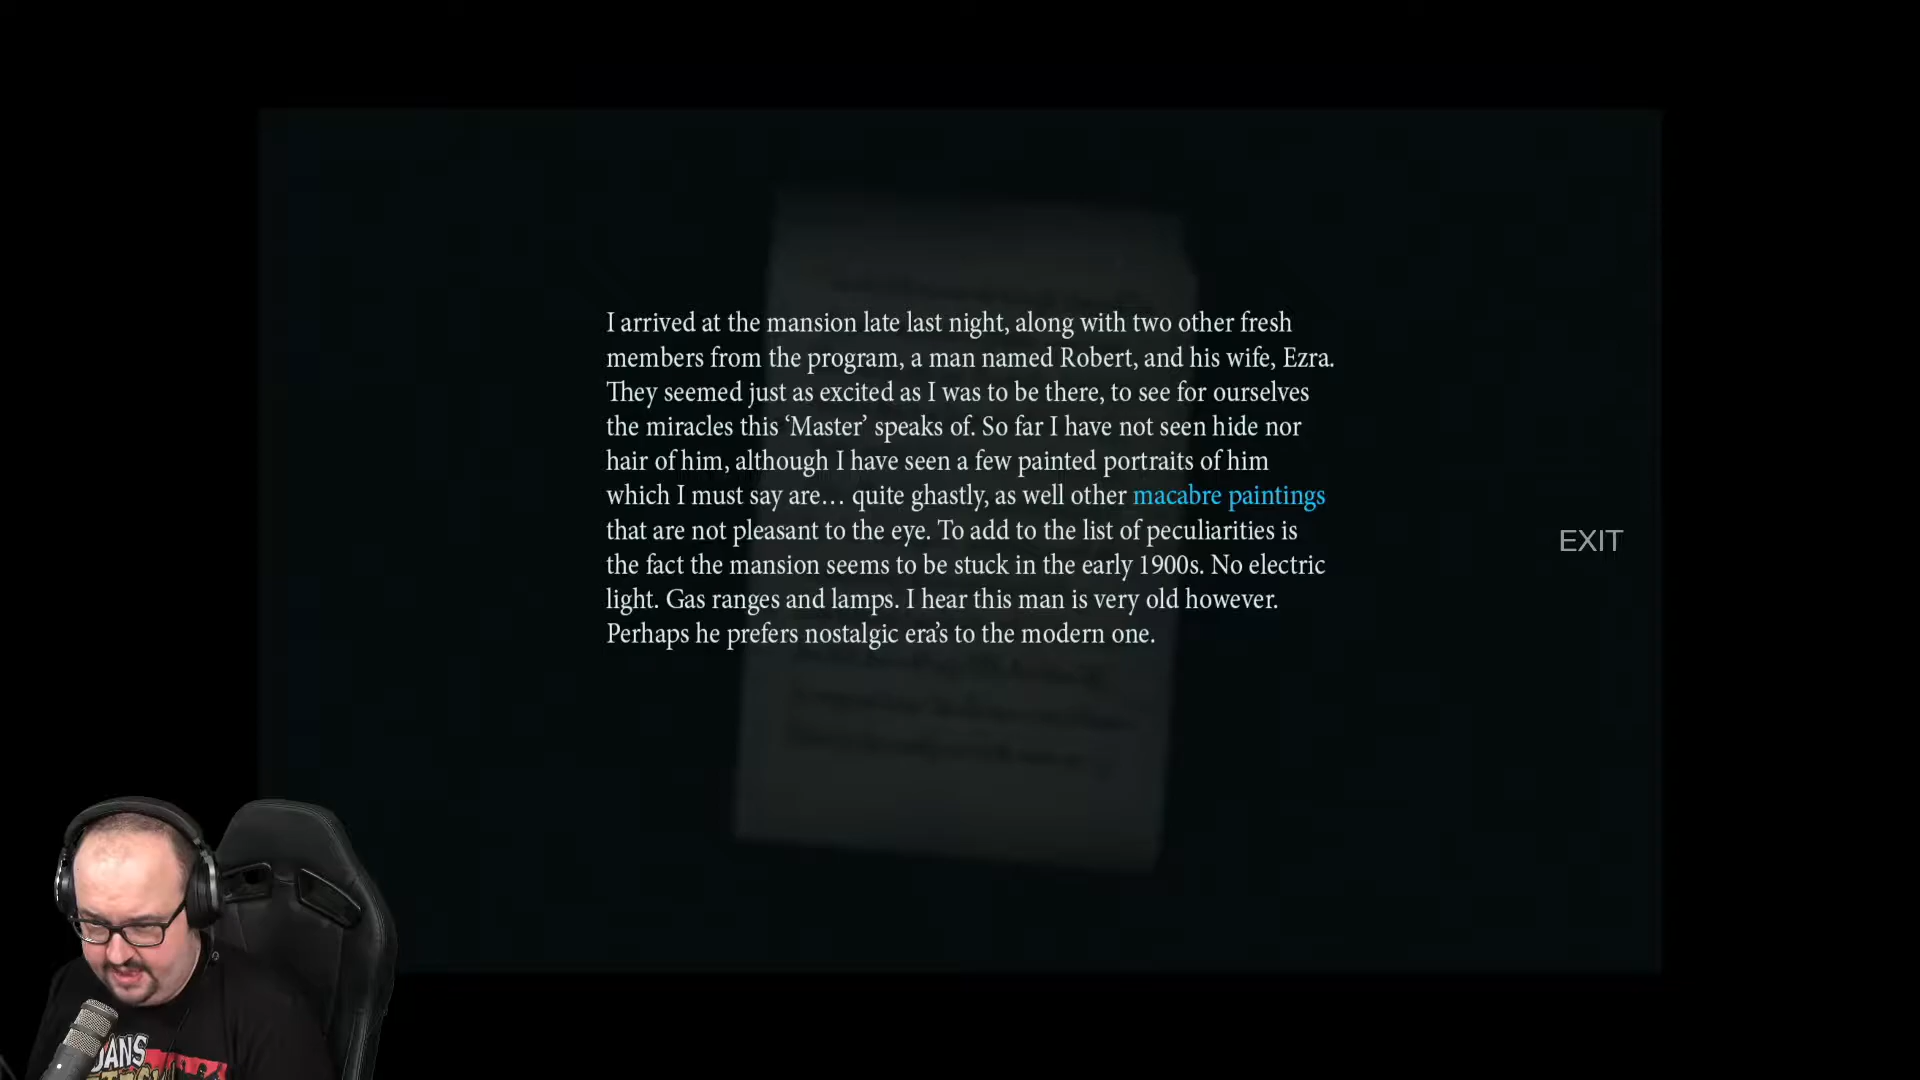 I arrived at the mansion late last night, along with two other fresh
members from the program, a man named Robert, and his wife, Ezra.
They seemed just as excited as I was to be there, to see for ourselves
the miracles this ‘Master’ speaks of. So far I have not seen hide nor
hair of him, although I have seen a few painted portraits of him
which I must say are… quite ghastly, as well other macabre paintings
that are not pleasant to the eye. To add to the list of peculiarities is
the fact the mansion seems to be stuck in the early 1900s. No electric
light. Gas ranges and lamps. I hear this man is very old however.
Perhaps he prefers nostalgic era’s to the modern one.
EXIT